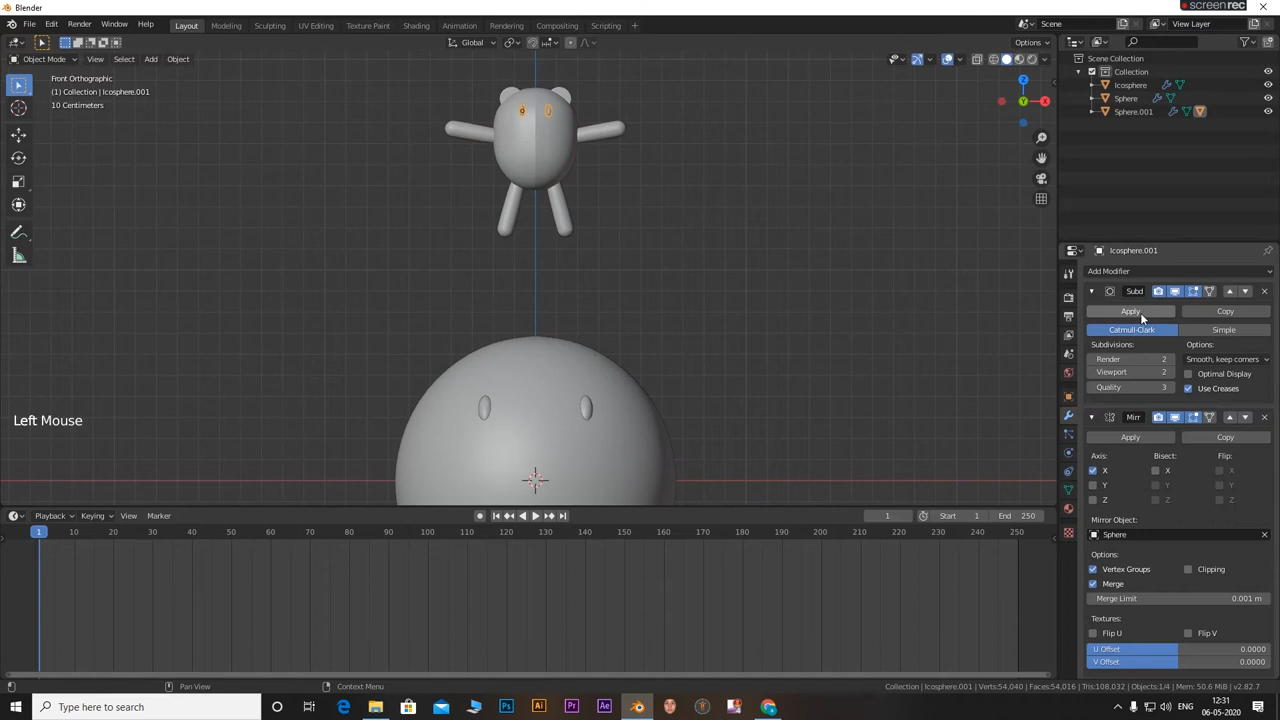 Blender
SCREENREC
File Edit Render Window Help Layout Modeling Sculpting UV Editing Texture Paint Shading Animation Rendering Compositing Scripting + Scene View Layer
Global Options
Object Mode View Select Add Object
Front Orthographic
(1) Collection | Icosphere.001
10 Centimeters
Z
Y X
Left Mouse
Scene Collection
Collection
Icosphere
Sphere
Sphere.001
Icosphere.001
Add Modifier
Subd
Apply Copy
Catmull-Clark Simple
Subdivisions: Options:
Render 2 Smooth, keep corners
Viewport 2 Optimal Display
Quality 3 Use Creases
Mirr
Apply Copy
Axis: Bisect: Flip:
X X X
Y Y Y
Z Z Z
Mirror Object:
Sphere
Options:
Vertex Groups Clipping
Merge
Merge Limit 0.001 m
Textures:
Flip U Flip V
U Offset 0.0000
V Offset 0.0000
Playback Keying View Marker 1 Start 1 End 250
1 10 20 30 40 50 60 70 80 90 100 110 120 130 140 150 160 170 180 190 200 210 220 230 240 250
Pan View Context Menu Collection | Icosphere.001 | Verts:54,040 | Faces:54,016 | Tris:108,032 | Objects:1/4 | Mem: 50.6 MiB | v2.82.7
Type here to search Ps Ai Pr Ae ENG 12:31
06-05-2020